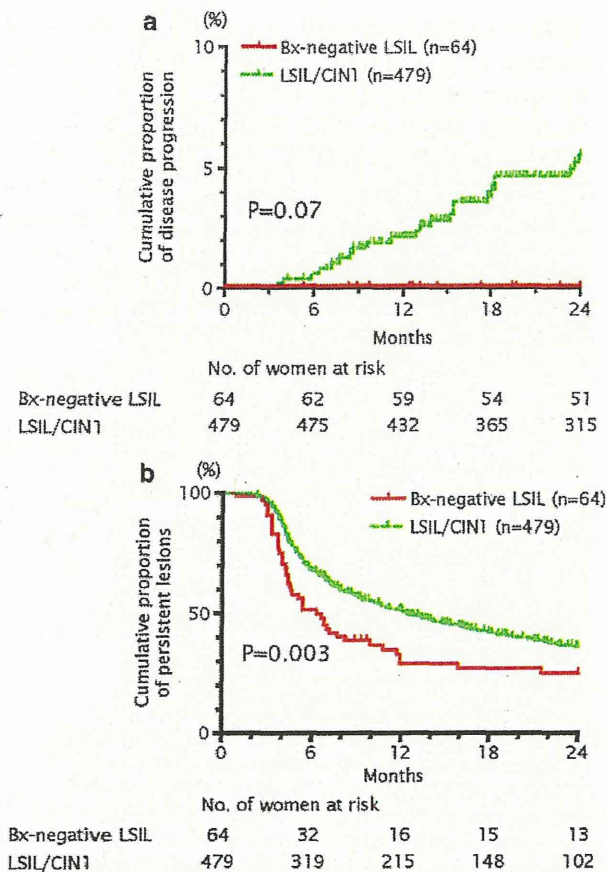 a
(%)
10
Bx-negative LSIL (n=64)
LSIL/CIN1 (n=479)
Cumulative proportion
of disease progression
5
P=0.07
0
0 6 12 18 24
Months
No. of women at risk
Bx-negative LSIL 64 62 59 54 51
LSIL/CIN1 479 475 432 365 315
b
(%)
100
Bx-negative LSIL (n=64)
LSIL/CIN1 (n=479)
Cumulative proportion
of persistent lesions
50
P=0.003
0
0 6 12 18 24
Months
No. of women at risk
Bx-negative LSIL 64 32 16 15 13
LSIL/CIN1 479 319 215 148 102